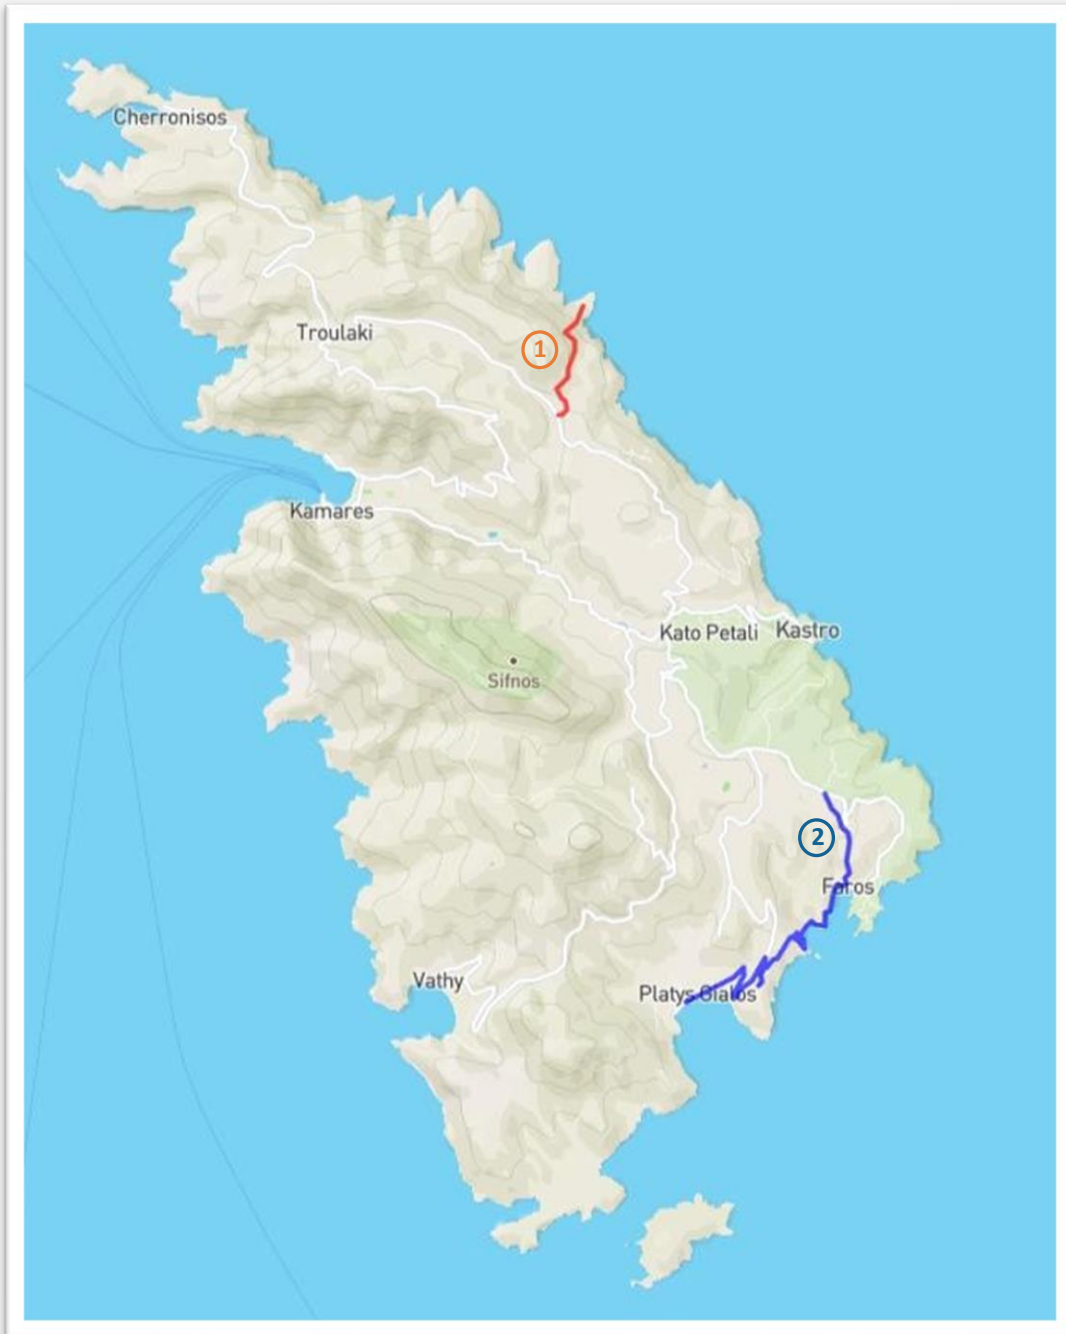 Cherronisos
Troulaki
1
Kamares
Kato Petali
Kastro
Sifnos
2
Faros
Vathy
Platys Gialos